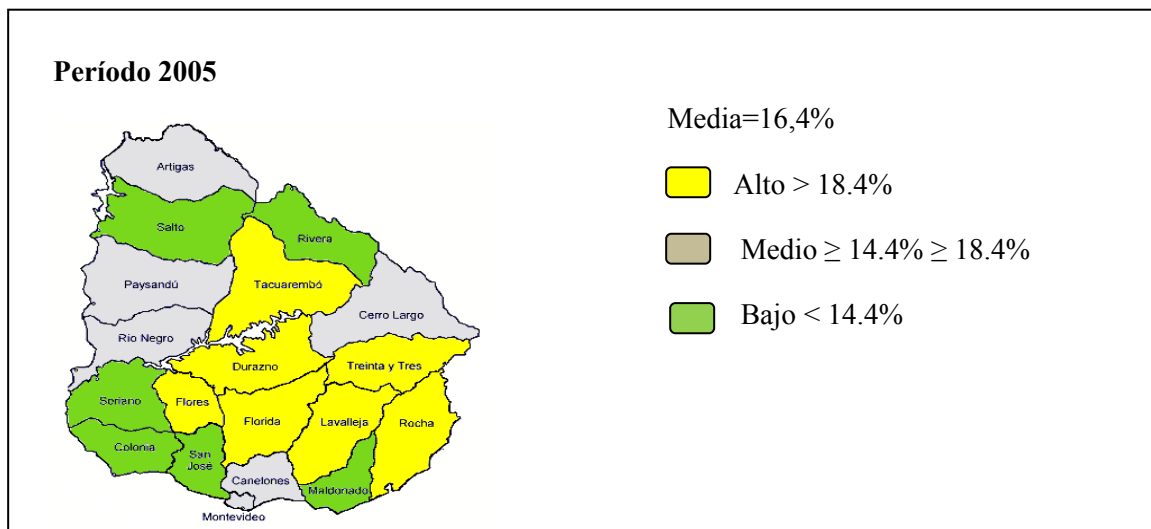 Período 2005
Media=16,4%
Alto > 18.4%
Medio ≥ 14.4% ≥ 18.4%
Bajo < 14.4%
Artigas
Salto
Rivera
Paysandú
Tacuarembó
Cerro Largo
Rio Negro
Durazno
Treinta y Tres
Soriano
Flores
Florida
Lavalleja
Rocha
Colonia
San
José
Canelones
Maldonado
Montevideo